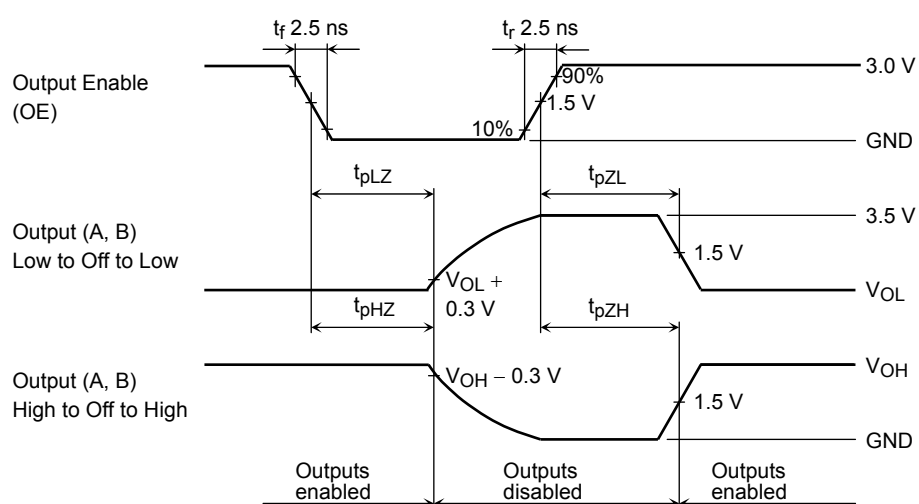 tf 2.5 ns
tr 2.5 ns
Output Enable
(OE)
90%
3.0 V
1.5 V
10%
GND
tpLZ
tpZL
3.5 V
Output (A, B)
Low to Off to Low
1.5 V
VOL +
0.3 V
VOL
tpHZ
tpZH
Output (A, B)
High to Off to High
VOH − 0.3 V
VOH
1.5 V
GND
Outputs
enabled
Outputs
disabled
Outputs
enabled